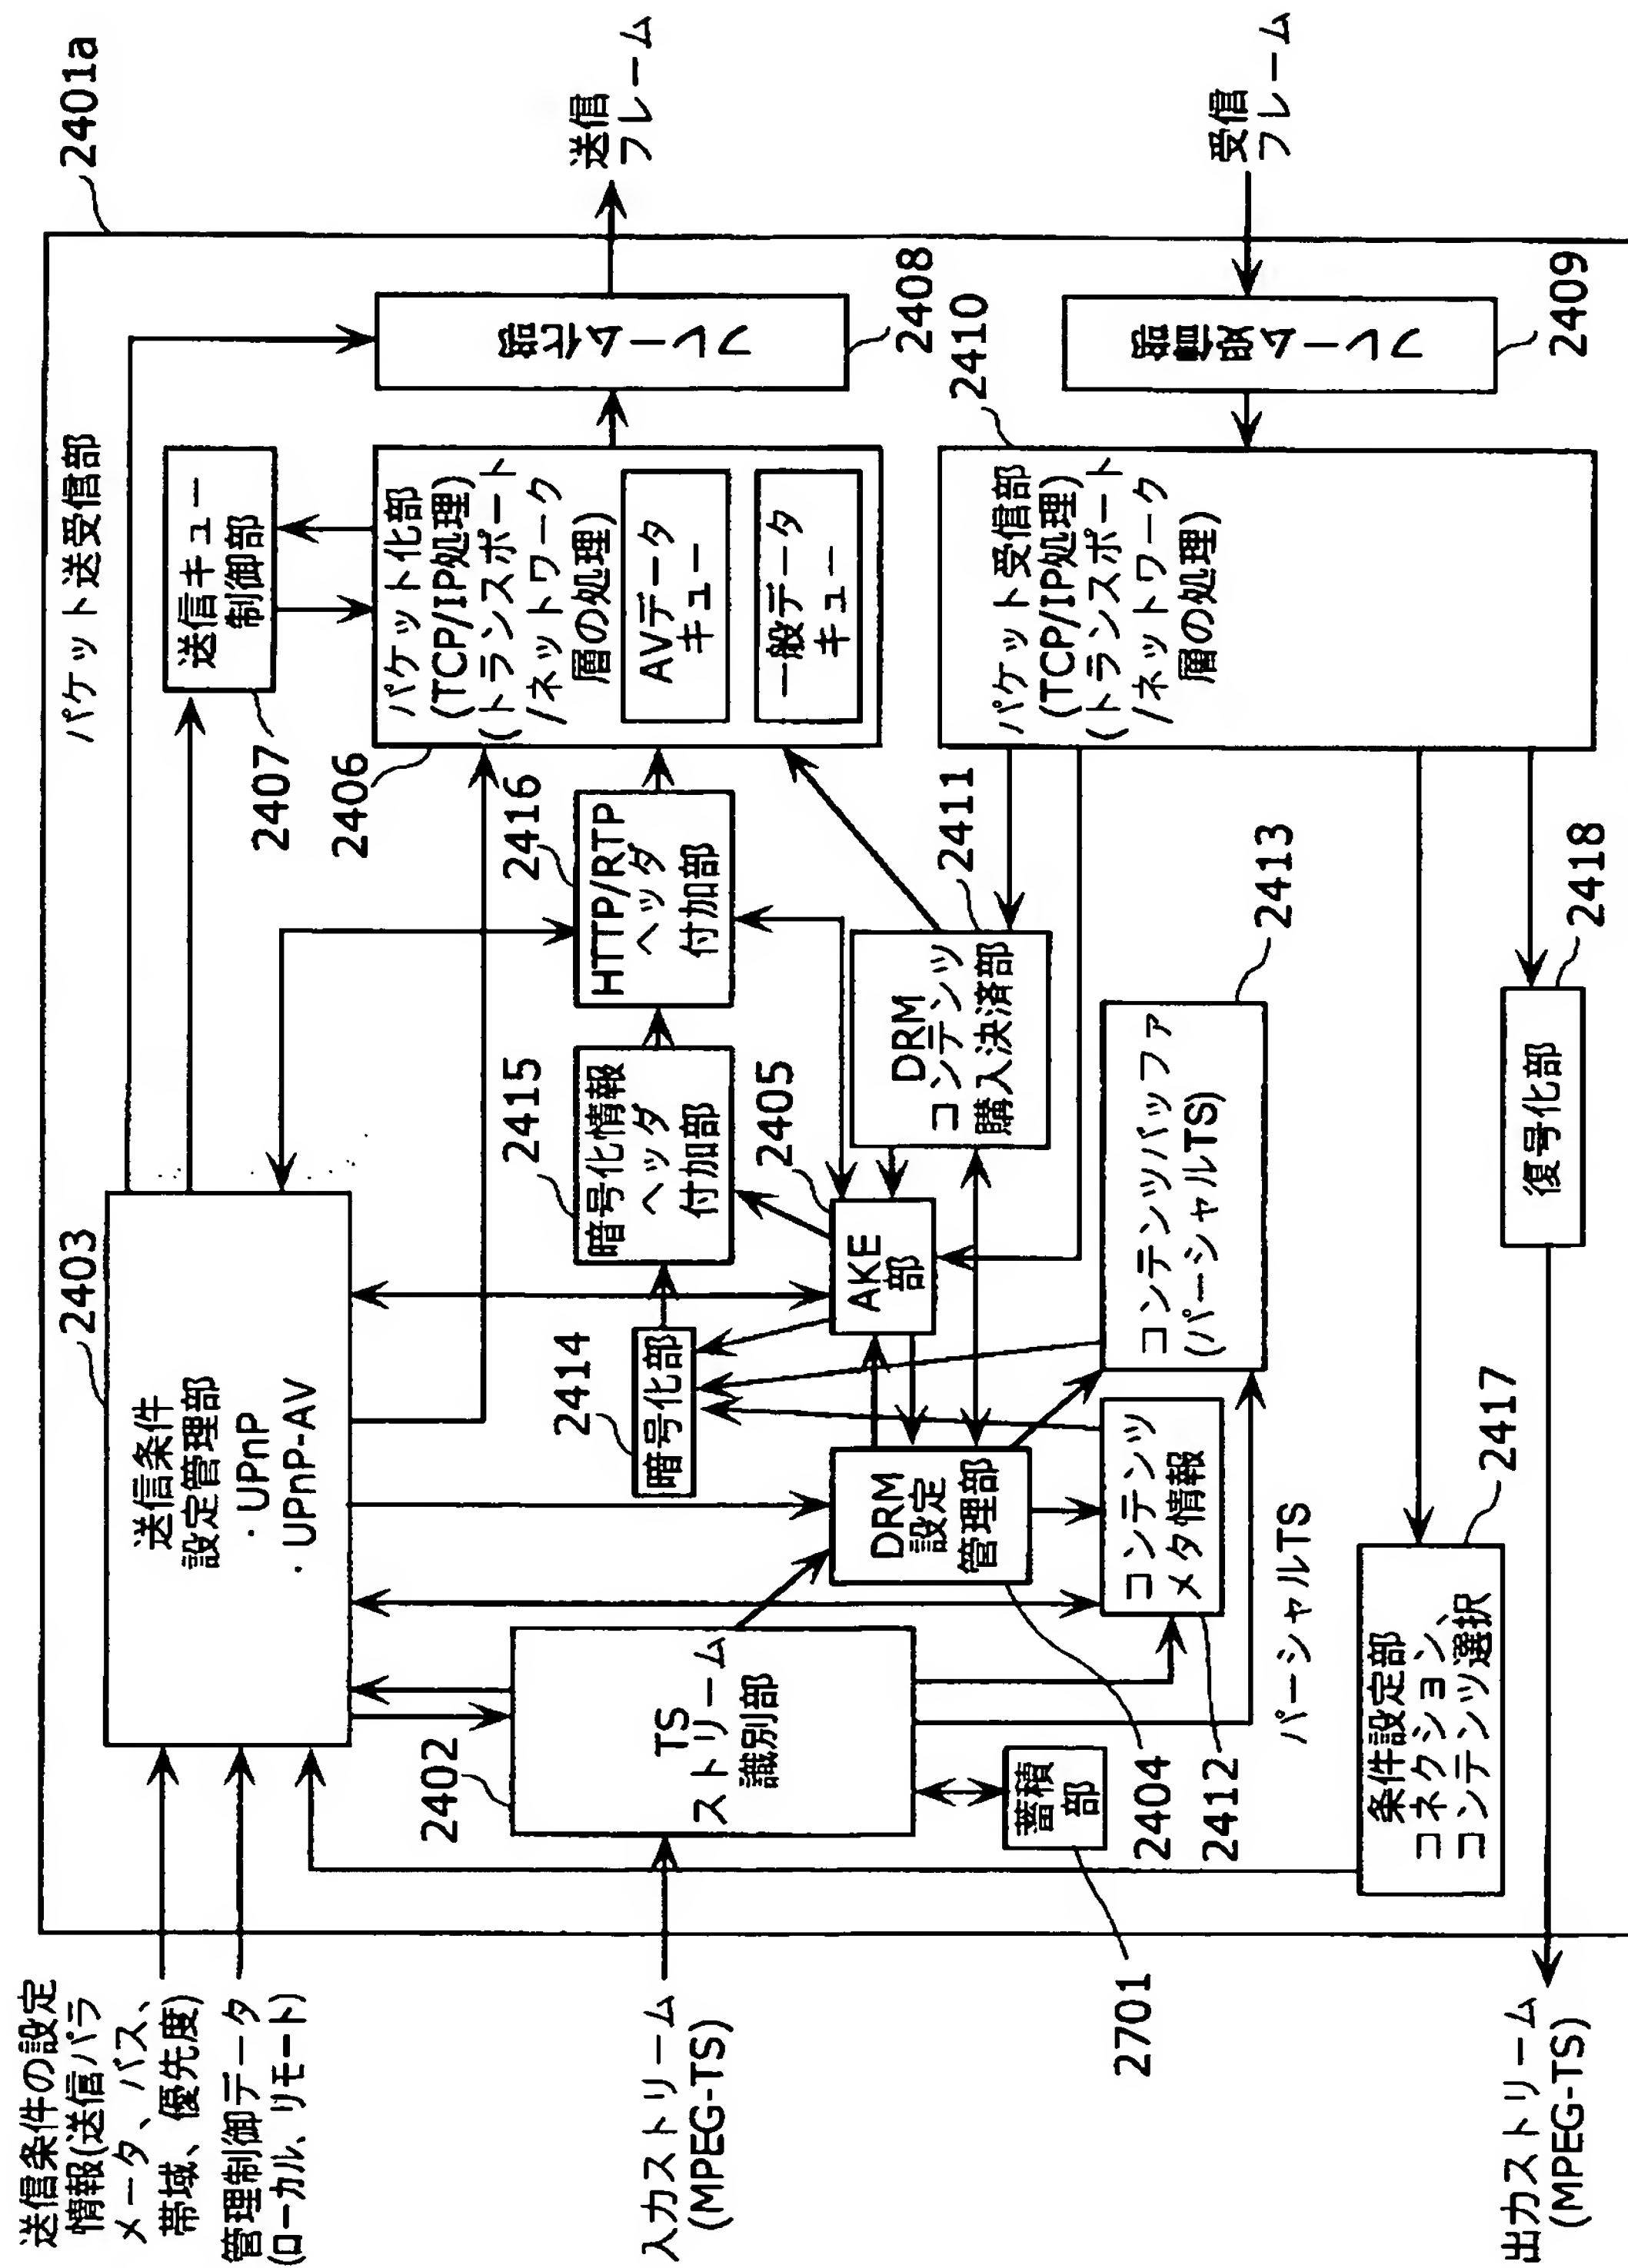 送信条件の設定
情報(送信パラ
メータ、パス、
帯域、優先度)
管理制御データ
(ローカル、リモート)
入力ストリーム
(MPEG-TS)
出力ストリーム
(MPEG-TS)
パケット送受信部
2401a
2403
送信条件
設定管理部
・UPnP
・UPnP-AV
2402
TS
ストリーム
識別部
蓄積
部
2701
DRM
設定
管理部
2404
コンテンツ
メタ情報
2412
パーシャルTS
条件設定部
コネクション、
コンテンツ選択
2417
2414
暗号化部
2415
暗号化情報
ヘッダ
付加部
2405
AKE
部
コンテンツバッファ
(パーシャルTS)
2413
2416
HTTP/RTP
ヘッダ
付加部
DRM
コンテンツ
購入決済部
2411
復号化部
2418
2407
送信キュー
制御部
2406
パケット化部
(TCP/IP処理)
(トランスポート
/ネットワーク
層の処理)
AVデータ
キュー
一般データ
キュー
2410
パケット受信部
(TCP/IP処理)
(トランスポート
/ネットワーク
層の処理)
フレーム化部
2408
フレーム受信部
2409
送信
フレーム
受信
フレーム